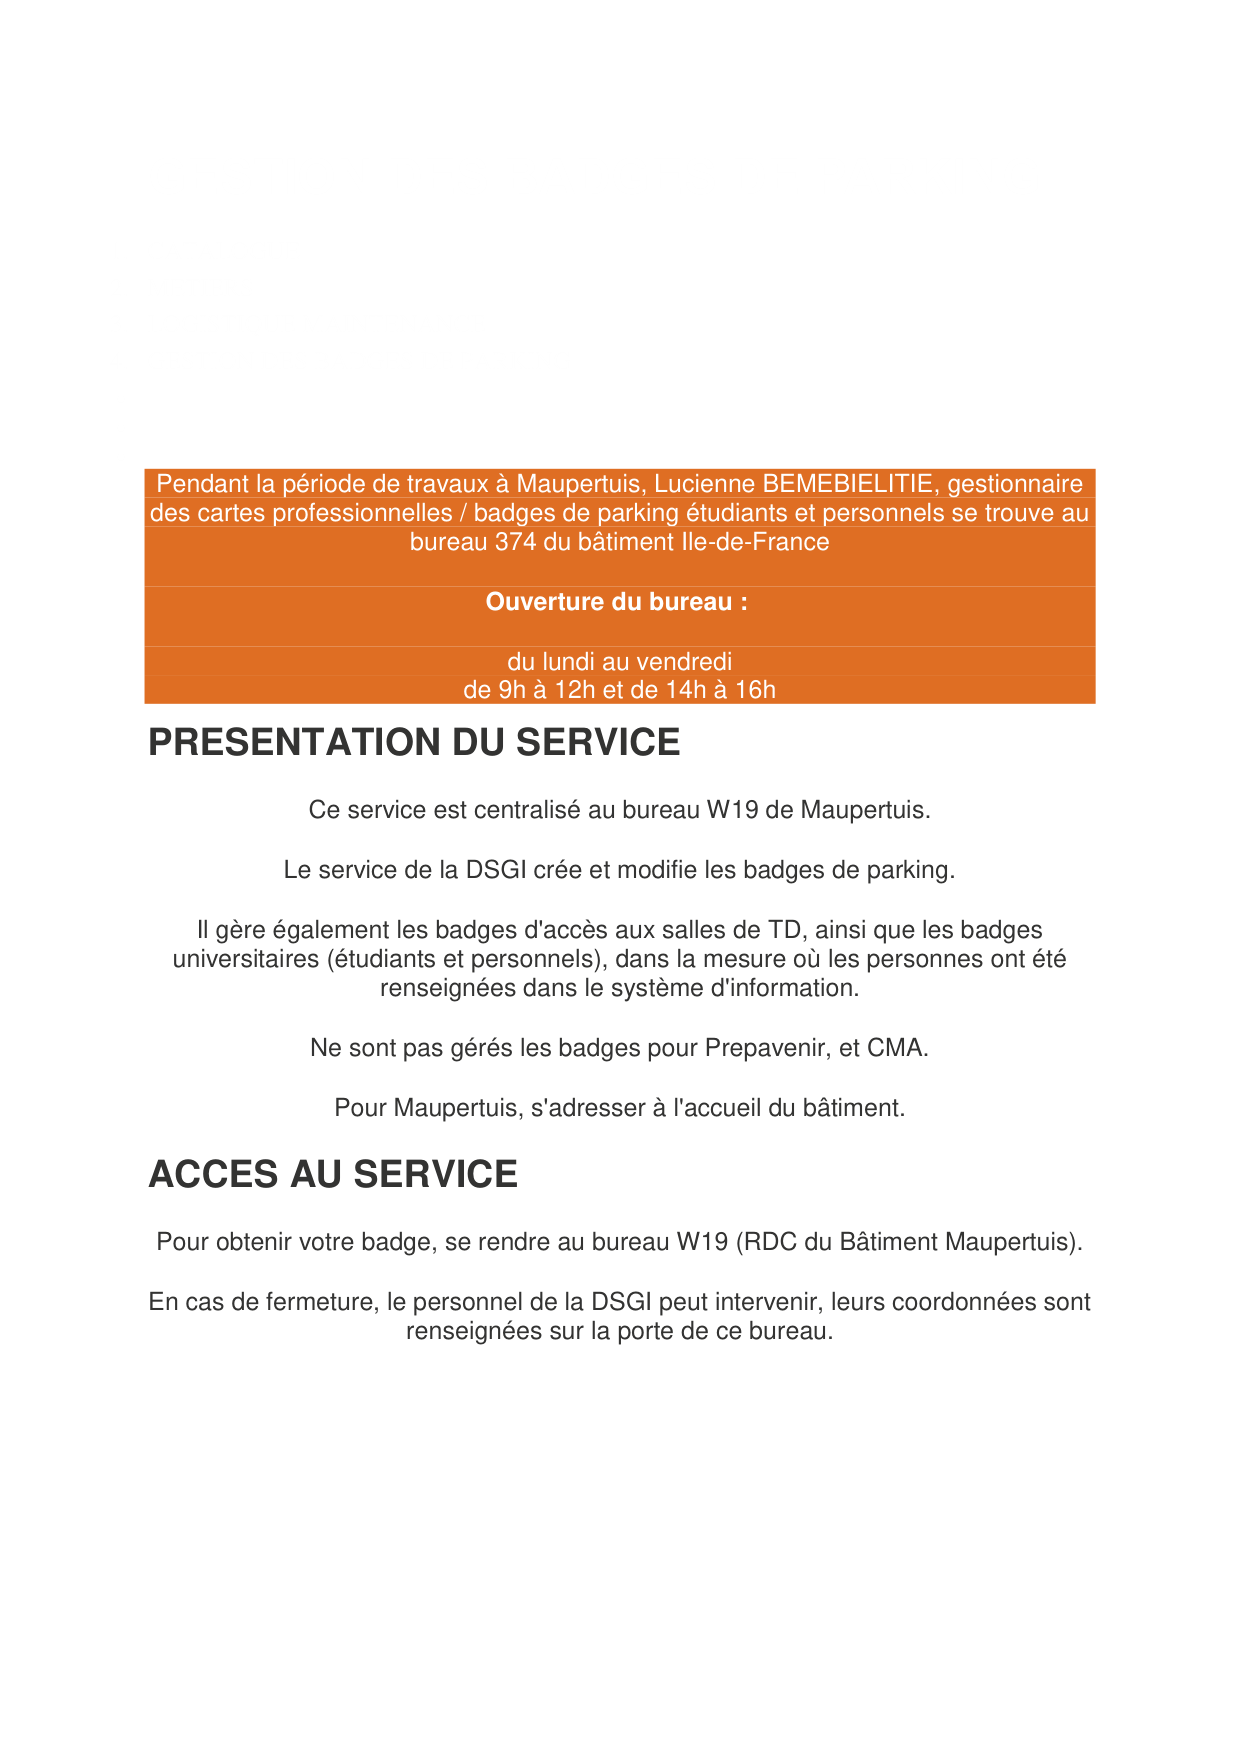 Pendant la période de travaux à Maupertuis, Lucienne BEMEBIELITIE, gestionnaire
des cartes professionnelles / badges de parking étudiants et personnels se trouve au
bureau 374 du bâtiment Ile-de-France
Ouverture du bureau :
du lundi au vendredi
de 9h à 12h et de 14h à 16h
PRESENTATION DU SERVICE
Ce service est centralisé au bureau W19 de Maupertuis.
Le service de la DSGI crée et modifie les badges de parking.
Il gère également les badges d'accès aux salles de TD, ainsi que les badges
universitaires (étudiants et personnels), dans la mesure où les personnes ont été
renseignées dans le système d'information.
Ne sont pas gérés les badges pour Prepavenir, et CMA.
Pour Maupertuis, s'adresser à l'accueil du bâtiment.
ACCES AU SERVICE
Pour obtenir votre badge, se rendre au bureau W19 (RDC du Bâtiment Maupertuis).
En cas de fermeture, le personnel de la DSGI peut intervenir, leurs coordonnées sont
renseignées sur la porte de ce bureau.